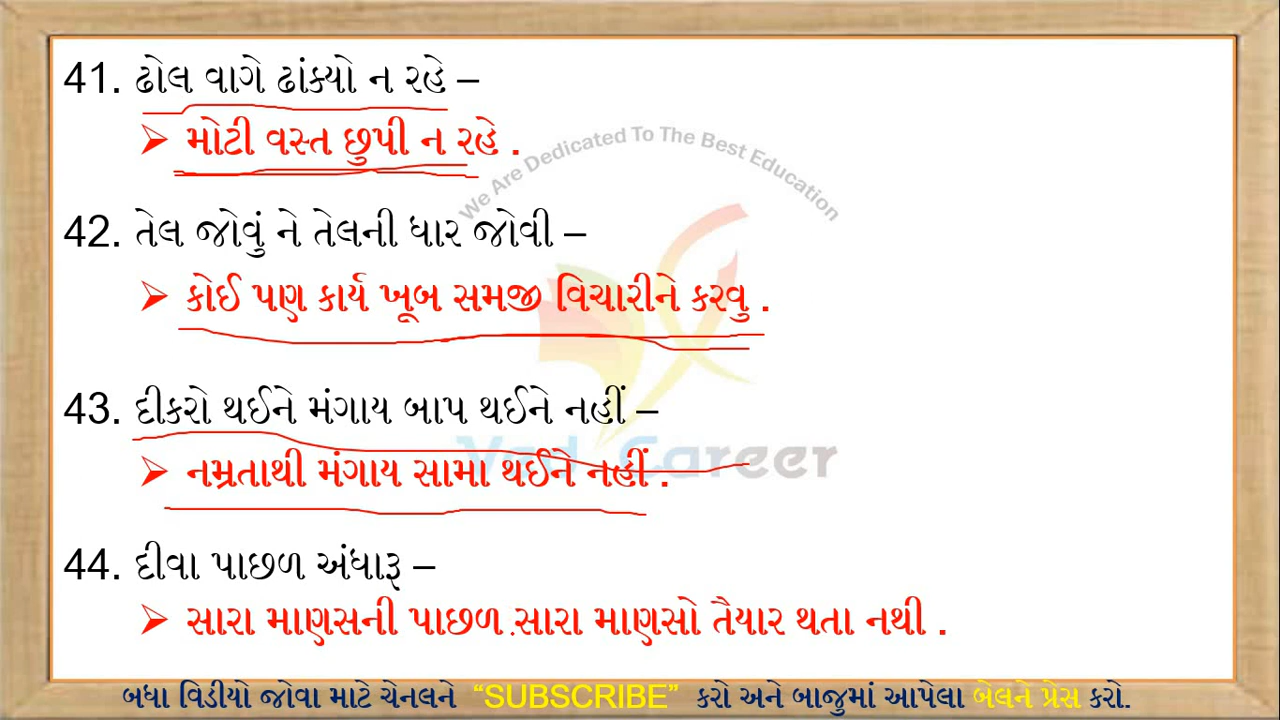 We Are Dedicated To The Best Education
41. ઢોલ વાગે ઢાંક્યો ન રહે –
➢ મોટી વસ્ત છુપી ન રહે .
42. તેલ જોવું ને તેલની ધાર જોવી –
➢ કોઈ પણ કાર્ય ખૂબ સમજી વિચારીને કરવુ .
43. દીકરો થઈને મંગાય બાપ થઈને નહીં –
Career
➢ નમ્રતાથી મંગાય સામા થઈને નહીં .
44. દીવા પાછળ અંધારૂ –
➢ સારા માણસની પાછળ .સારા માણસો તૈયાર થતા નથી .
બધા વિડીયો જોવા માટે ચેનલને “SUBSCRIBE” કરો અને બાજુમાં આપેલા બેલને પ્રેસ કરો.